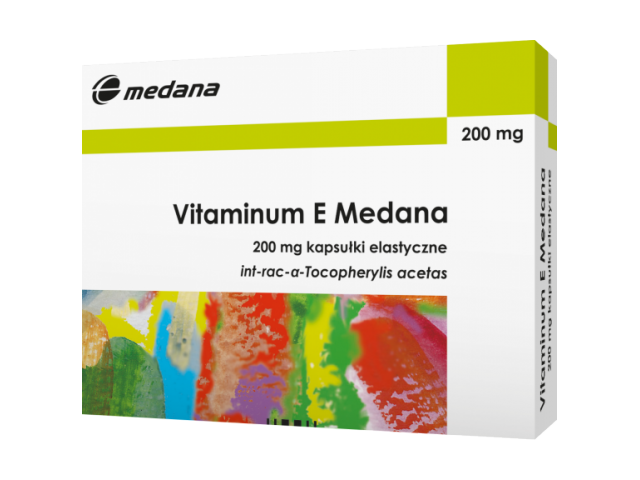 medana
200 mg
Vitaminum E Medana
200 mg kapsułki elastyczne
int-rac-α-Tocopherylis acetas
Vitaminum E Medana
200 mg kapsułki elastyczne